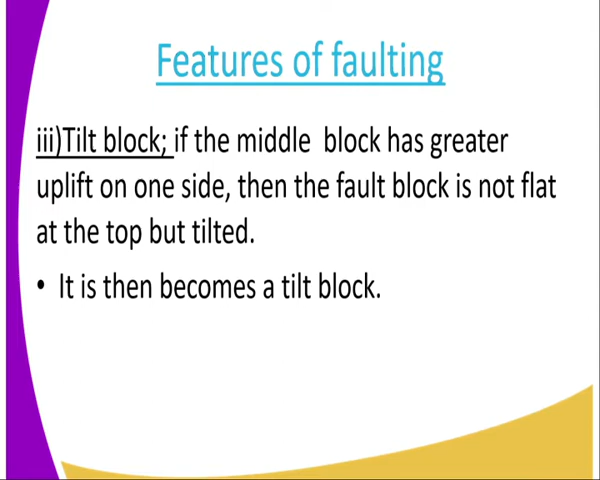 Features of faulting
iii)Tilt block; if the middle block has greater
uplift on one side, then the fault block is not flat
at the top but tilted.
• It is then becomes a tilt block.